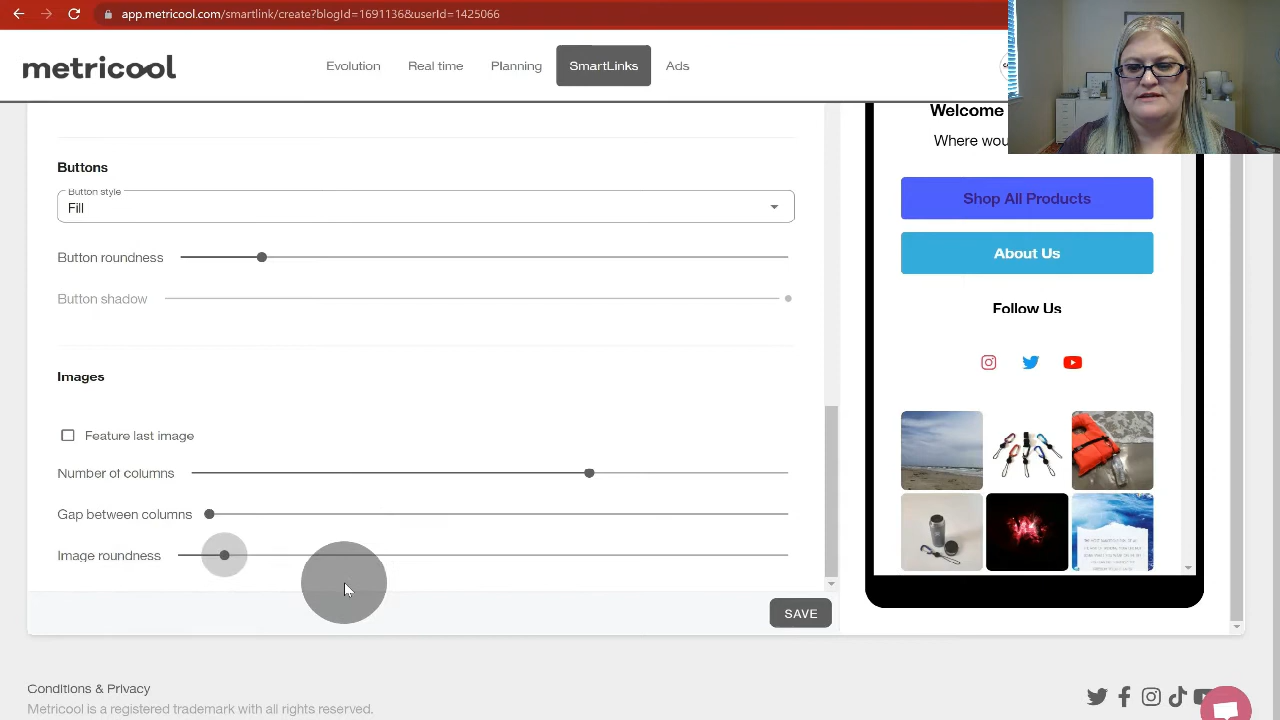 app.metricool.com/smartlink/create?blogId=1691136&userId=1425066
metricool
Evolution
Real time
Planning
SmartLinks
Ads
Buttons
Button style
Fill
Button roundness
Button shadow
Images
Feature last image
Number of columns
Gap between columns
Image roundness
SAVE
Welcome
Where wou
Shop All Products
About Us
Follow Us
Conditions & Privacy
Metricool is a registered trademark with all rights reserved.